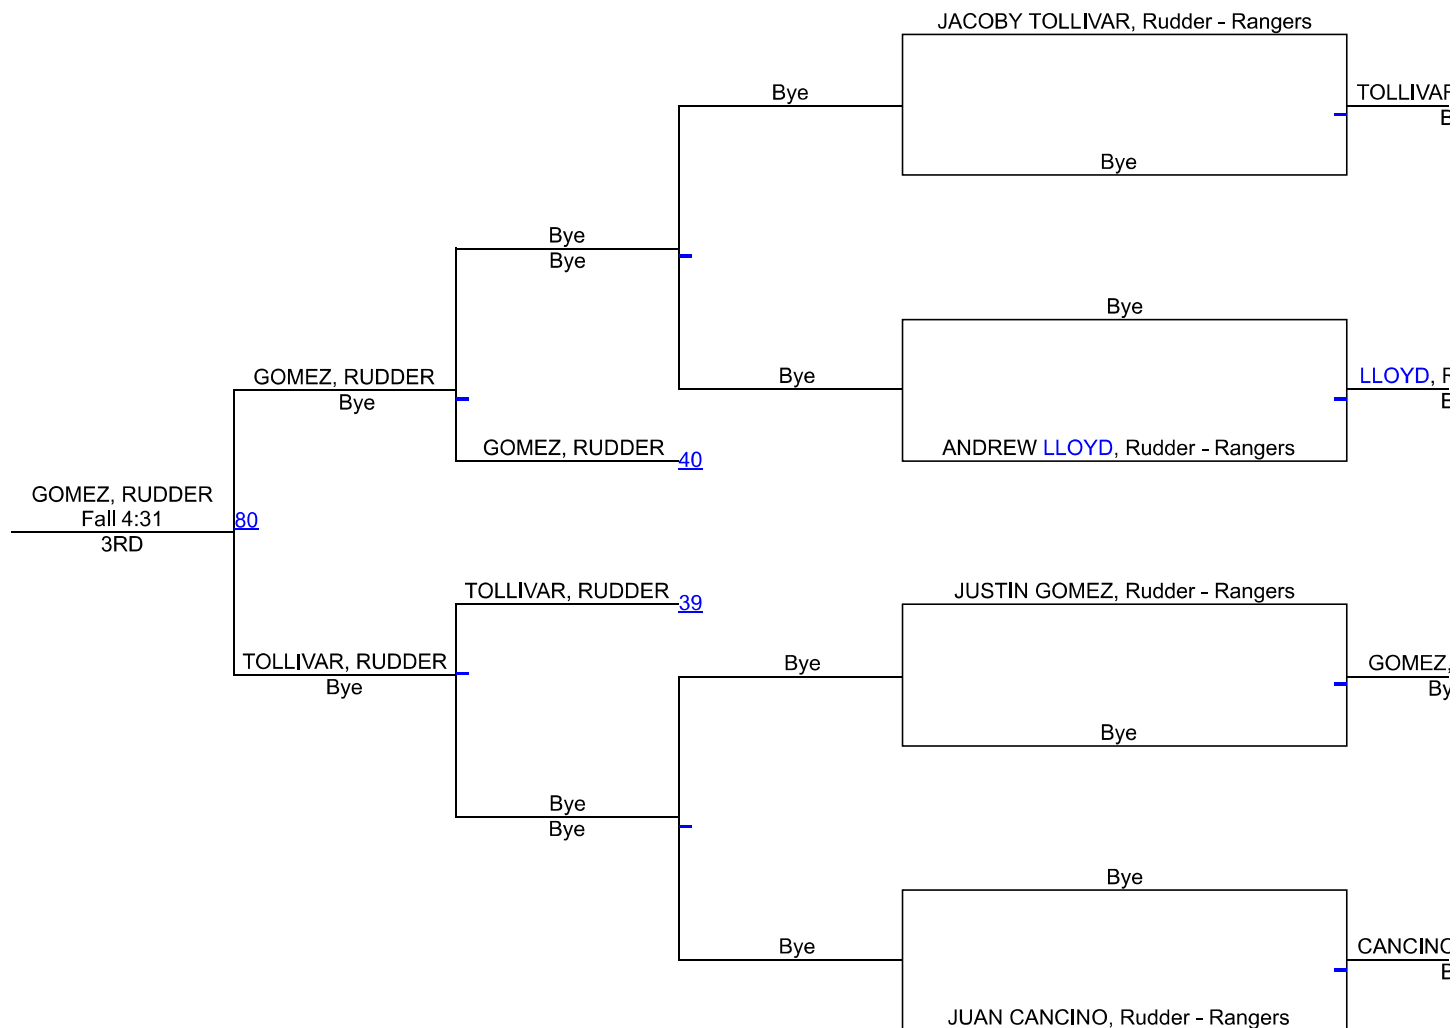 JACOBY TOLLIVAR, Rudder - Rangers
Bye
TOLLIVAR
Bye
Bye
Bye
Bye
Bye
LLOYD,
GOMEZ, RUDDER
Bye
GOMEZ, RUDDER
40
ANDREW LLOYD, Rudder - Rangers
GOMEZ, RUDDER
Fall 4:31
80
3RD
TOLLIVAR, RUDDER
39
JUSTIN GOMEZ, Rudder - Rangers
TOLLIVAR, RUDDER
Bye
Bye
GOMEZ,
Bye
Bye
Bye
Bye
Bye
CANCINO
JUAN CANCINO, Rudder - Rangers